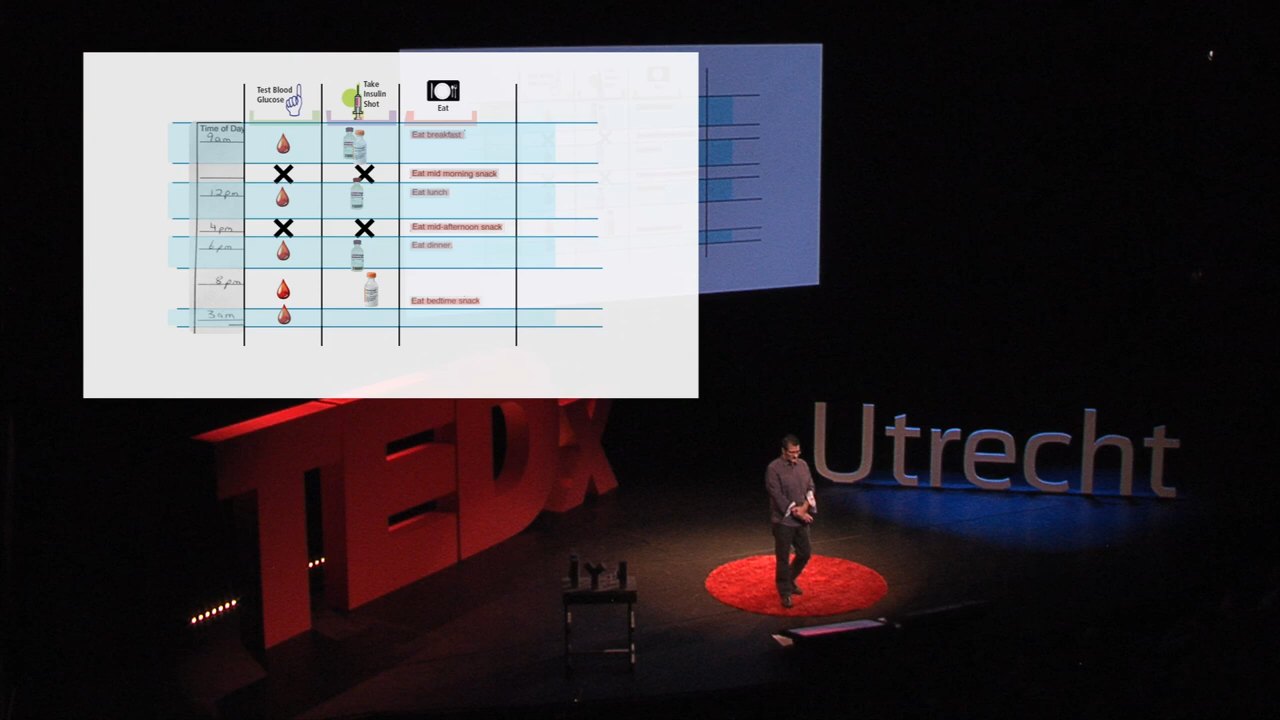 Test Blood
Glucose
Take
Insulin
Shot
Eat
Time of Day
9am
Eat breakfast
Eat mid morning snack
12pm
Eat lunch
4pm
Eat mid-afternoon snack
6pm
Eat dinner
8pm
Eat bedtime snack
3am
TEDx
Utrecht